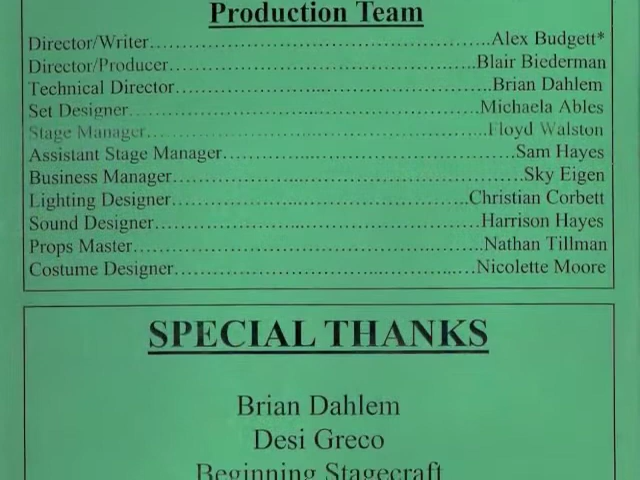 Production Team
Director/Writer..........Alex Budgett*
Director/Producer..........Blair Biederman
Technical Director..........Brian Dahlem
Set Designer..........Michaela Ables
Stage Manager..........Floyd Walston
Assistant Stage Manager..........Sam Hayes
Business Manager..........Sky Eigen
Lighting Designer..........Christian Corbett
Sound Designer..........Harrison Hayes
Props Master..........Nathan Tillman
Costume Designer..........Nicolette Moore
SPECIAL THANKS
Brian Dahlem
Desi Greco
Beginning Stagecraft